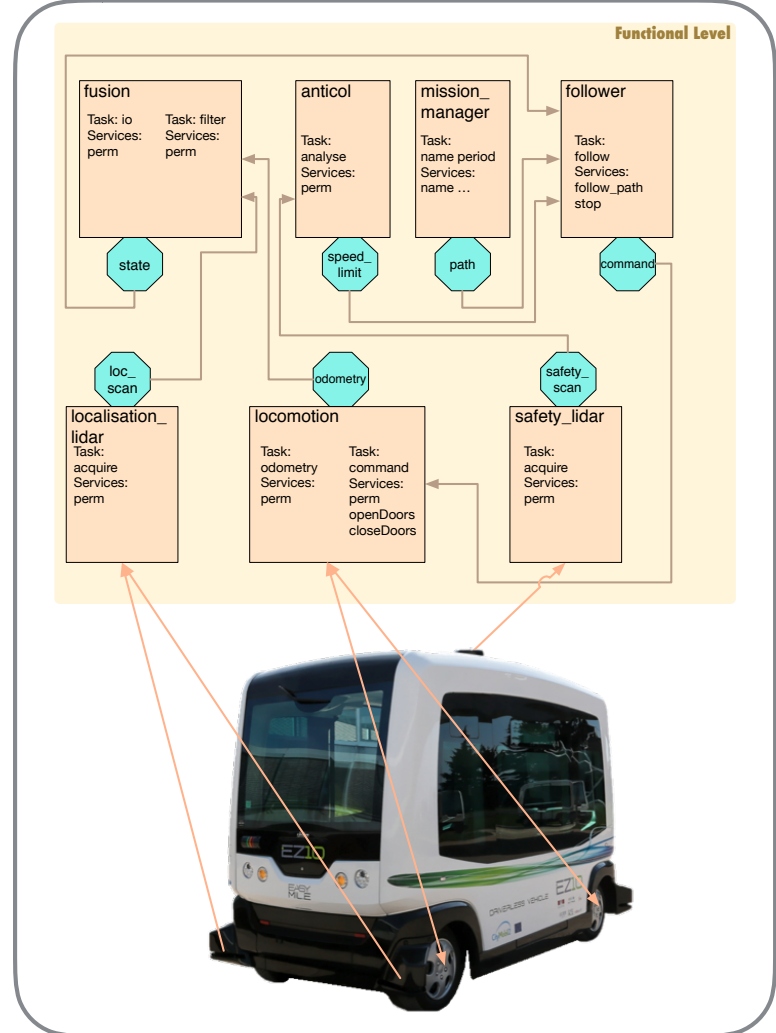 Functional Level
fusion
Task: io
Services:
perm
Task: filter
Services:
perm
anticol
Task:
analyse
Services:
perm
mission_
manager
Task:
name period
Services:
name ...
follower
Task:
follow
Services:
follow_path
stop
state
speed_
limit
path
command
loc_
scan
odometry
safety_
scan
localisation_
lidar
Task:
acquire
Services:
perm
locomotion
Task:
odometry
Services:
perm
Task:
command
Services:
perm
openDoors
closeDoors
safety_lidar
Task:
acquire
Services:
perm
EZ10
EASY
MILE
DRIVERLESS VEHICLE
EZ10